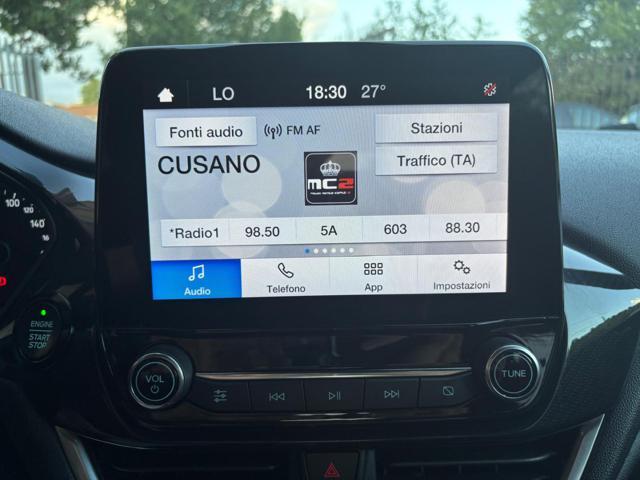 LO 18:30 27°
Fonti audio FM AF Stazioni
CUSANO Traffico (TA)
MC2
*Radio1 98.50 5A 603 88.30
Audio Telefono App Impostazioni
100 120 140
ENGINE
START
STOP
VOL
TUNE